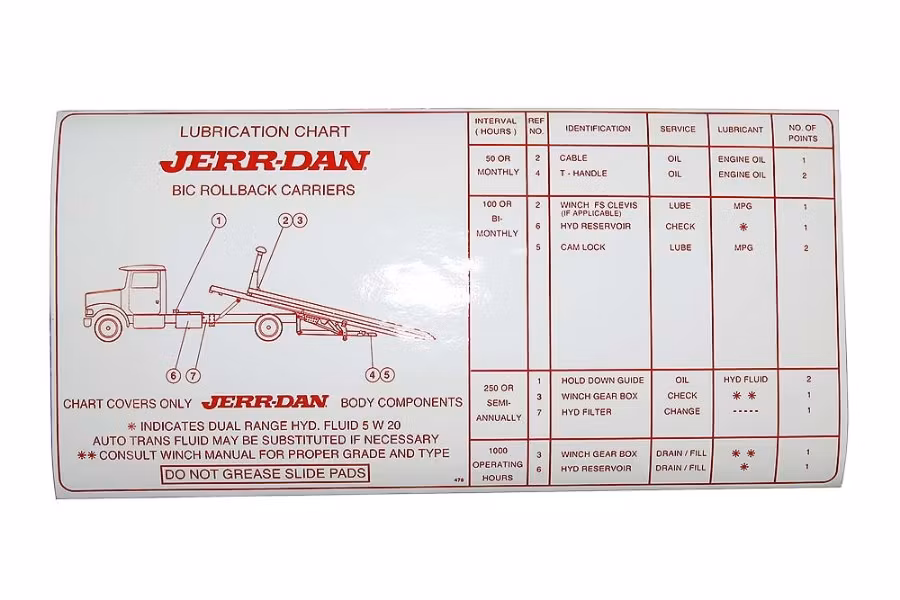 LUBRICATION CHART
JERR-DAN®
BIC ROLLBACK CARRIERS
1
2 3
6 7
4 5
CHART COVERS ONLY JERR-DAN® BODY COMPONENTS
* INDICATES DUAL RANGE HYD. FLUID 5 W 20
AUTO TRANS FLUID MAY BE SUBSTITUTED IF NECESSARY
** CONSULT WINCH MANUAL FOR PROPER GRADE AND TYPE
DO NOT GREASE SLIDE PADS
INTERVAL (HOURS) REF NO. IDENTIFICATION SERVICE LUBRICANT NO. OF POINTS
50 OR MONTHLY
2 CABLE OIL ENGINE OIL 1
4 T - HANDLE OIL ENGINE OIL 2
100 OR BI- MONTHLY
2 WINCH FS CLEVIS (IF APPLICABLE) LUBE MPG 1
6 HYD RESERVOIR CHECK * 1
5 CAM LOCK LUBE MPG 2
250 OR SEMI- ANNUALLY
1 HOLD DOWN GUIDE OIL HYD FLUID 2
3 WINCH GEAR BOX CHECK * * 1
7 HYD FILTER CHANGE ----- 1
1000 OPERATING HOURS
3 WINCH GEAR BOX DRAIN / FILL * * 1
6 HYD RESERVOIR DRAIN / FILL * 1